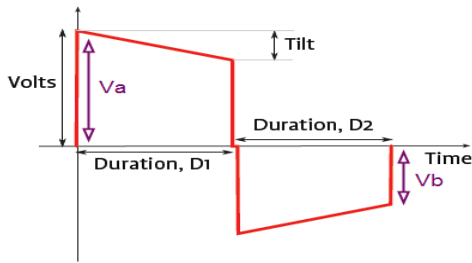 Tilt
Volts
Va
Duration, D2
Duration, D1
Time
Vb